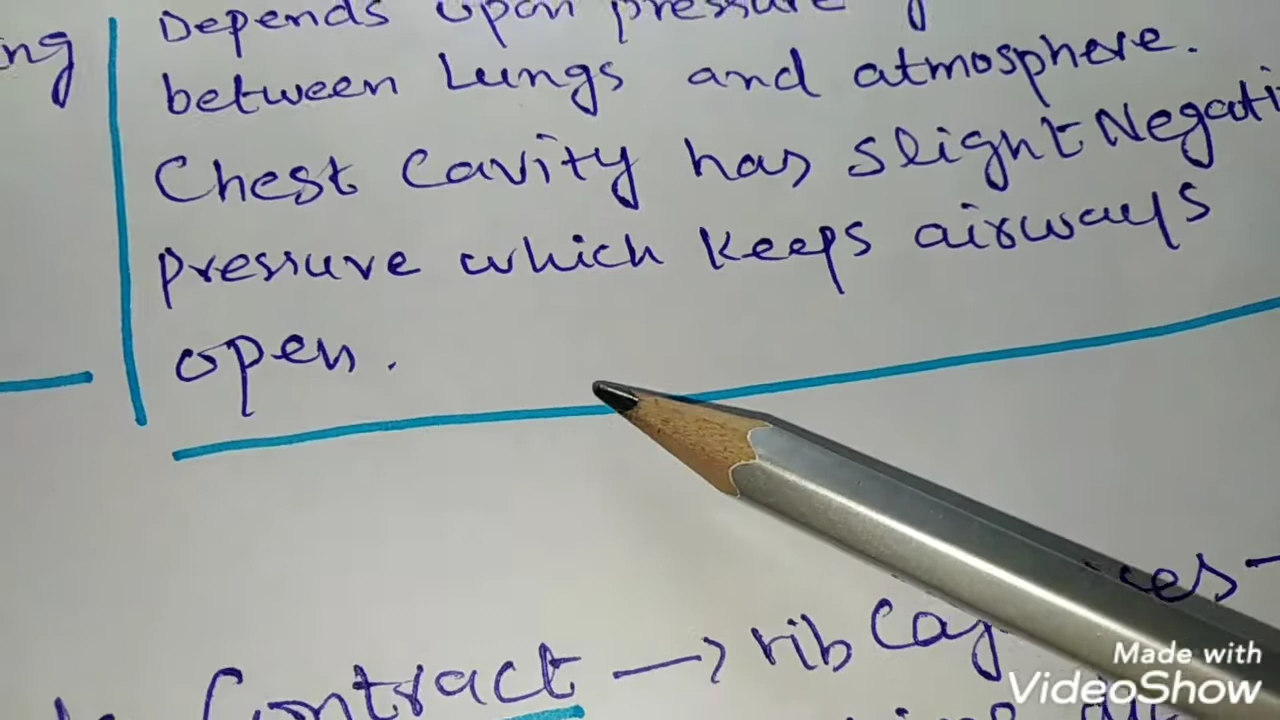 ing
Depends upon pressure
between Lungs and atmosphere.
Chest Cavity has slight Negati
pressure which keeps airways
open.
Contract → rib
Made with
VideoShow